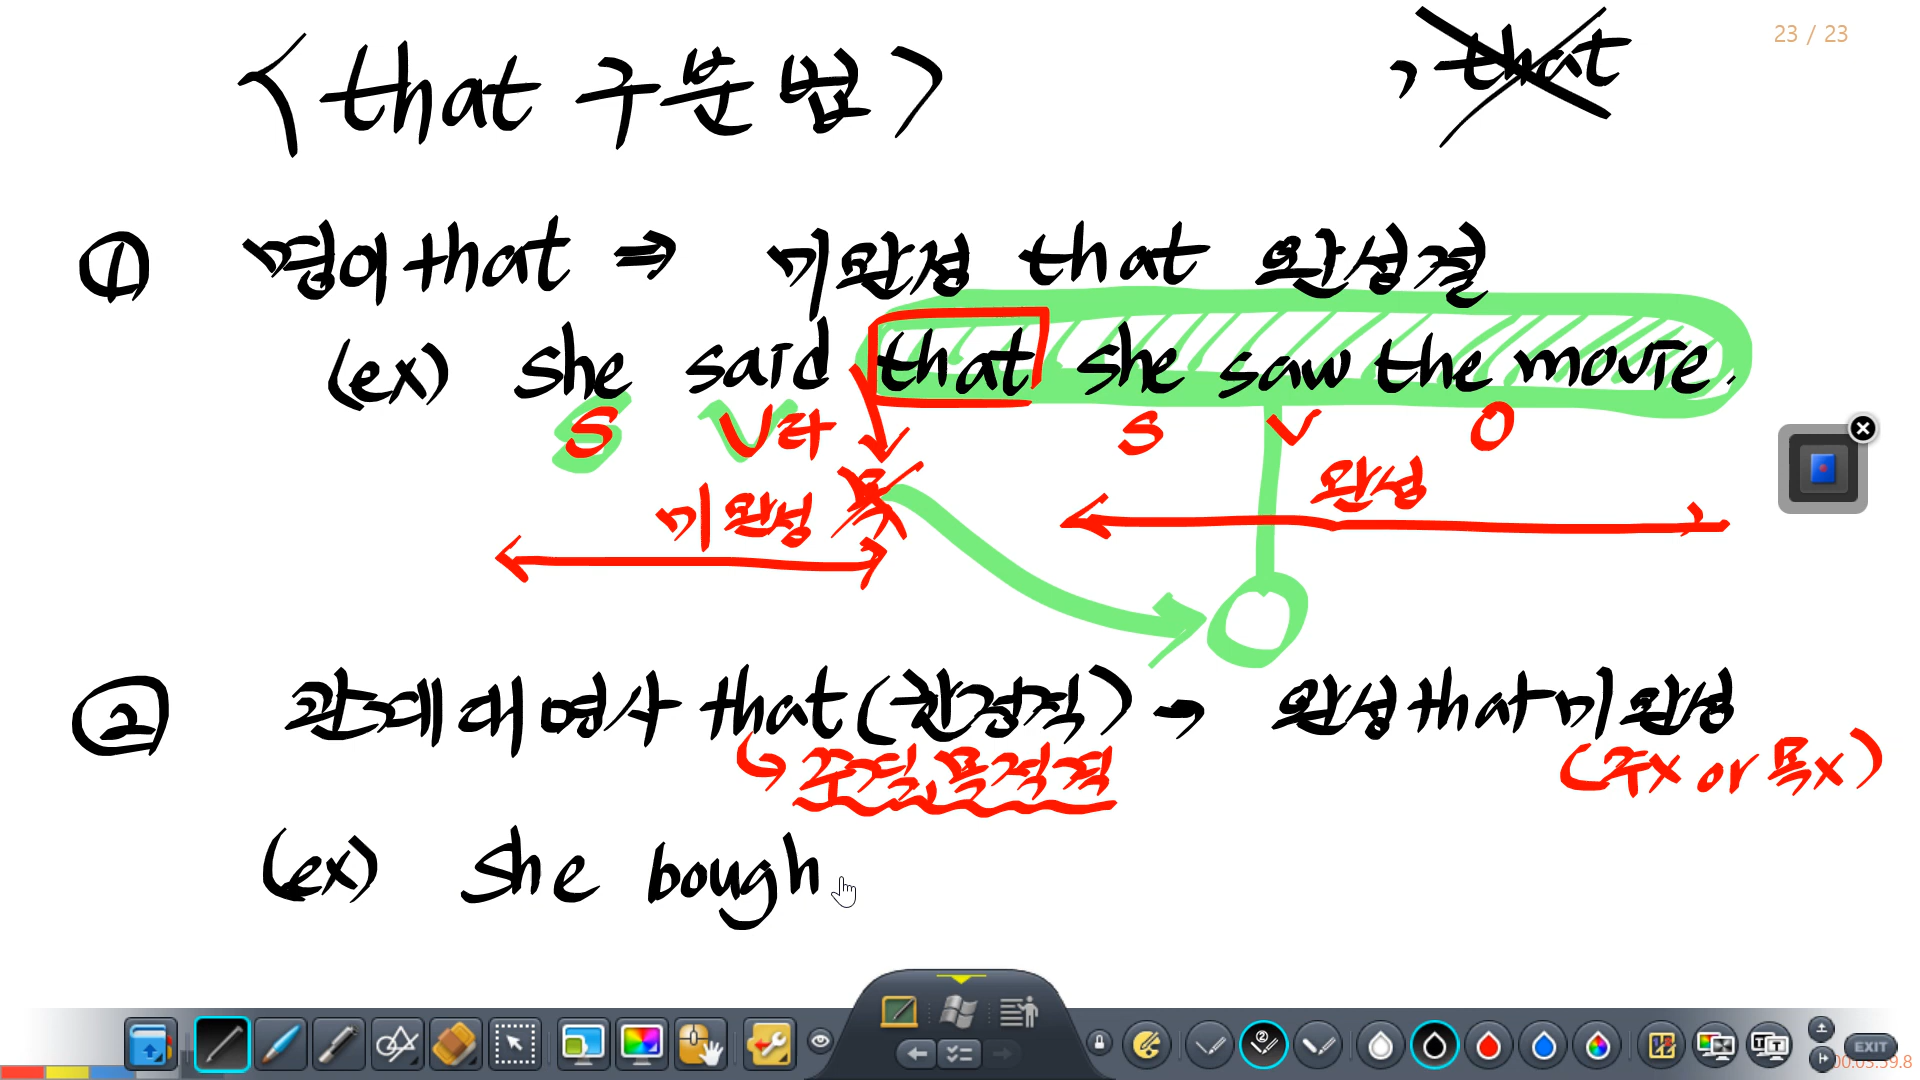 23 / 23
<that 구분법>
, that
① 명어 that ⇒ 미완성 that 완성절
(ex) she said that she saw the movie.
S V타 S V O
미완성 목 완성
② 관계대명사 that (한정적) → 완성 that 미완성
↳ 주격, 목적격 (주x or 목x)
(ex) She bough
EXIT